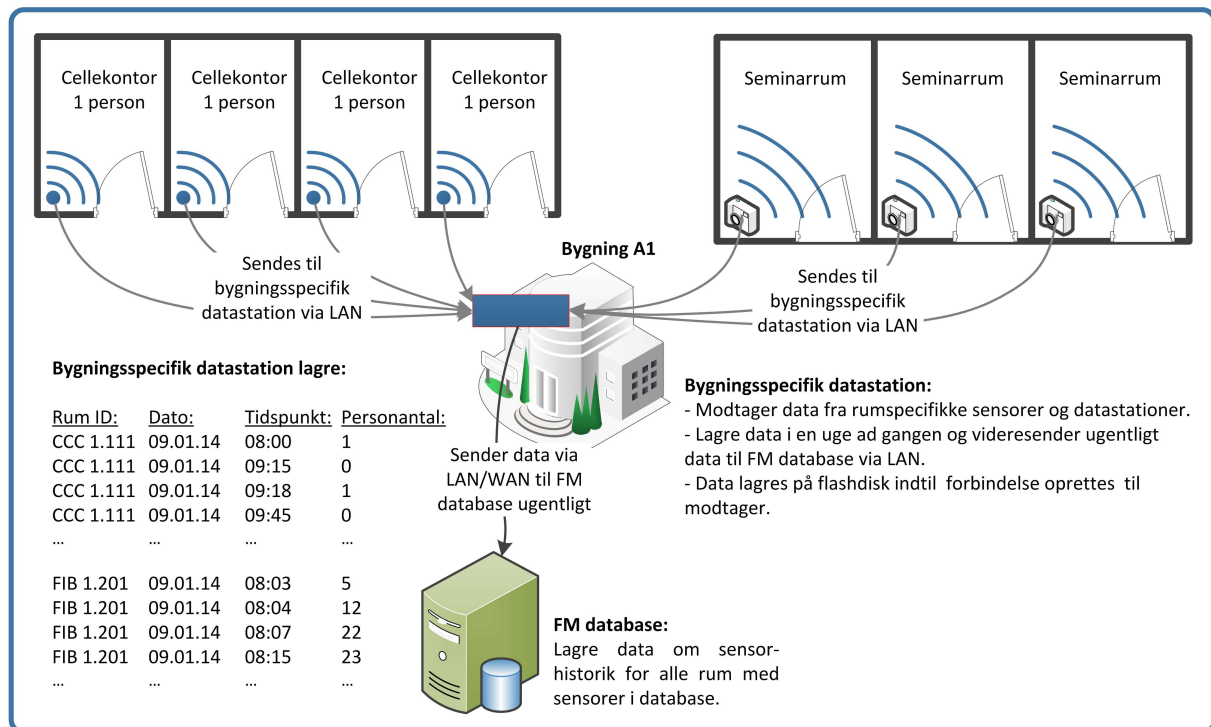 Cellekontor
1 person
Cellekontor
1 person
Cellekontor
1 person
Cellekontor
1 person
Seminarrum
Seminarrum
Seminarrum
Sendes til
bygningsspecifik
datastation via LAN
Bygning A1
Sendes til
bygningsspecifik
datastation via LAN
Bygningsspecifik datastation lagre:
Rum ID: Dato: Tidspunkt: Personantal:
CCC 1.111 09.01.14 08:00 1
CCC 1.111 09.01.14 09:15 0
CCC 1.111 09.01.14 09:18 1
CCC 1.111 09.01.14 09:45 0
... ... ... ...
FIB 1.201 09.01.14 08:03 5
FIB 1.201 09.01.14 08:04 12
FIB 1.201 09.01.14 08:07 22
FIB 1.201 09.01.14 08:15 23
... ... ... ...
Sender data via
LAN/WAN til FM
database ugentligt
Bygningsspecifik datastation:
- Modtager data fra rumspecifikke sensorer og datastationer.
- Lagre data i en uge ad gangen og videresender ugentligt
data til FM database via LAN.
- Data lagres på flashdisk indtil forbindelse oprettes til
modtager.
FM database:
Lagre data om sensor-
historik for alle rum med
sensorer i database.